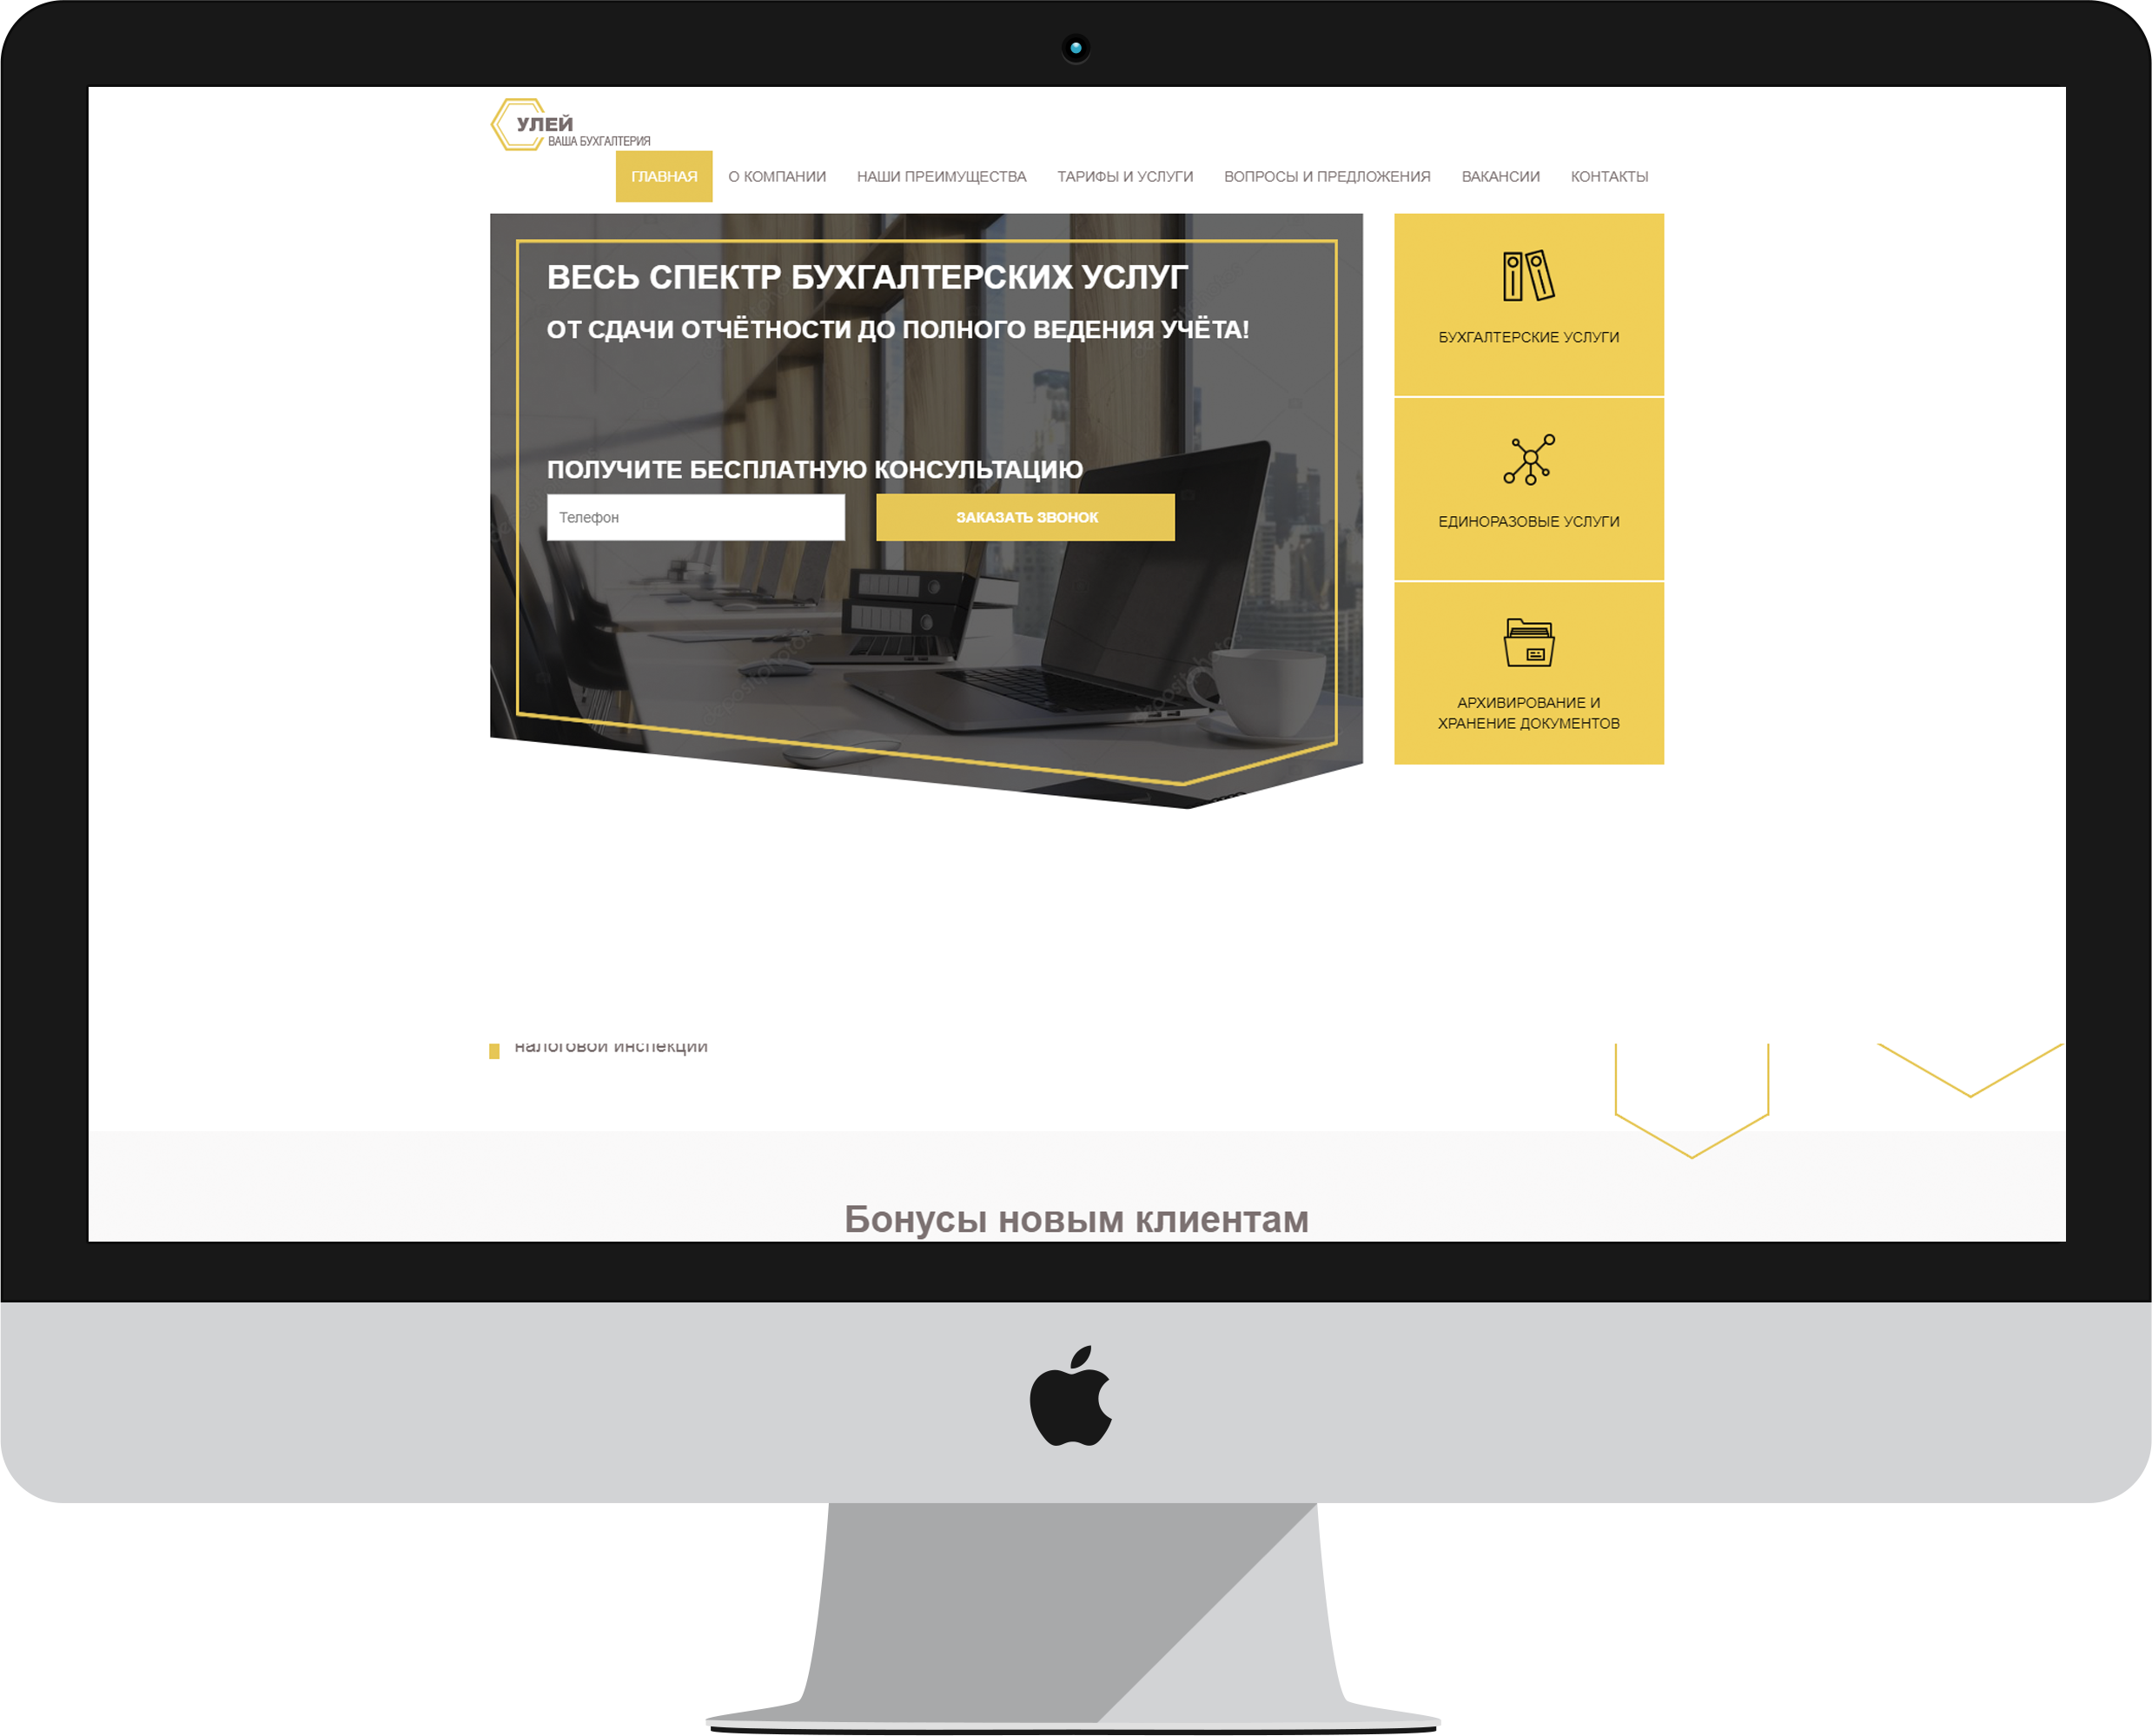 УЛЕЙ
ВАША БУХГАЛТЕРИЯ
ГЛАВНАЯ О КОМПАНИИ НАШИ ПРЕИМУЩЕСТВА ТАРИФЫ И УСЛУГИ ВОПРОСЫ И ПРЕДЛОЖЕНИЯ ВАКАНСИИ КОНТАКТЫ
ВЕСЬ СПЕКТР БУХГАЛТЕРСКИХ УСЛУГ
ОТ СДАЧИ ОТЧЁТНОСТИ ДО ПОЛНОГО ВЕДЕНИЯ УЧЁТА!
ПОЛУЧИТЕ БЕСПЛАТНУЮ КОНСУЛЬТАЦИЮ
Телефон
ЗАКАЗАТЬ ЗВОНОК
БУХГАЛТЕРСКИЕ УСЛУГИ
ЕДИНОРАЗОВЫЕ УСЛУГИ
АРХИВИРОВАНИЕ И
ХРАНЕНИЕ ДОКУМЕНТОВ
налоговой инспекции
Бонусы новым клиентам